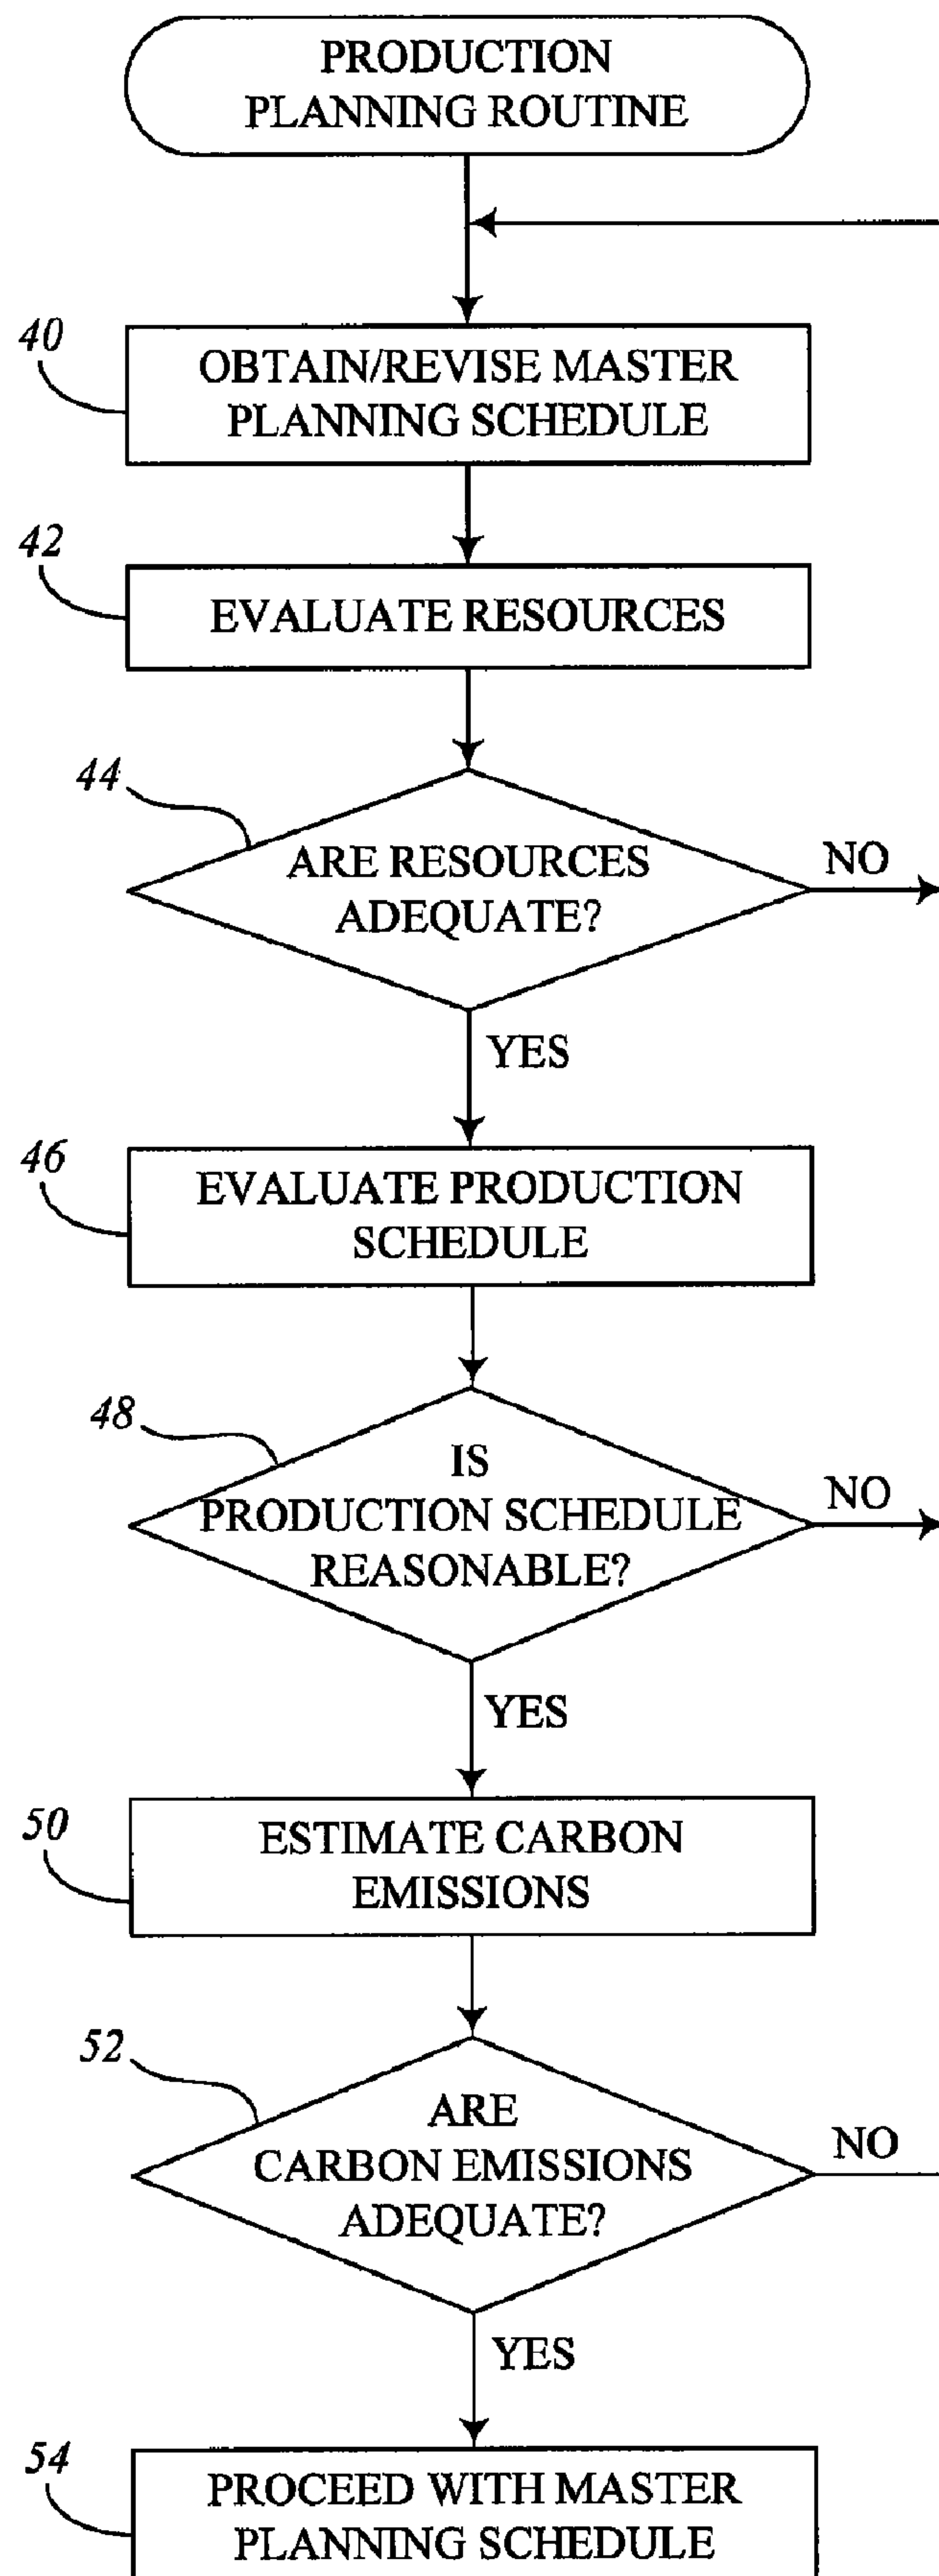 PRODUCTION
PLANNING ROUTINE
40
OBTAIN/REVISE MASTER
PLANNING SCHEDULE
42
EVALUATE RESOURCES
44
ARE RESOURCES
ADEQUATE?
NO
YES
46
EVALUATE PRODUCTION
SCHEDULE
48
IS
PRODUCTION SCHEDULE
REASONABLE?
NO
YES
50
ESTIMATE CARBON
EMISSIONS
52
ARE
CARBON EMISSIONS
ADEQUATE?
NO
YES
54
PROCEED WITH MASTER
PLANNING SCHEDULE